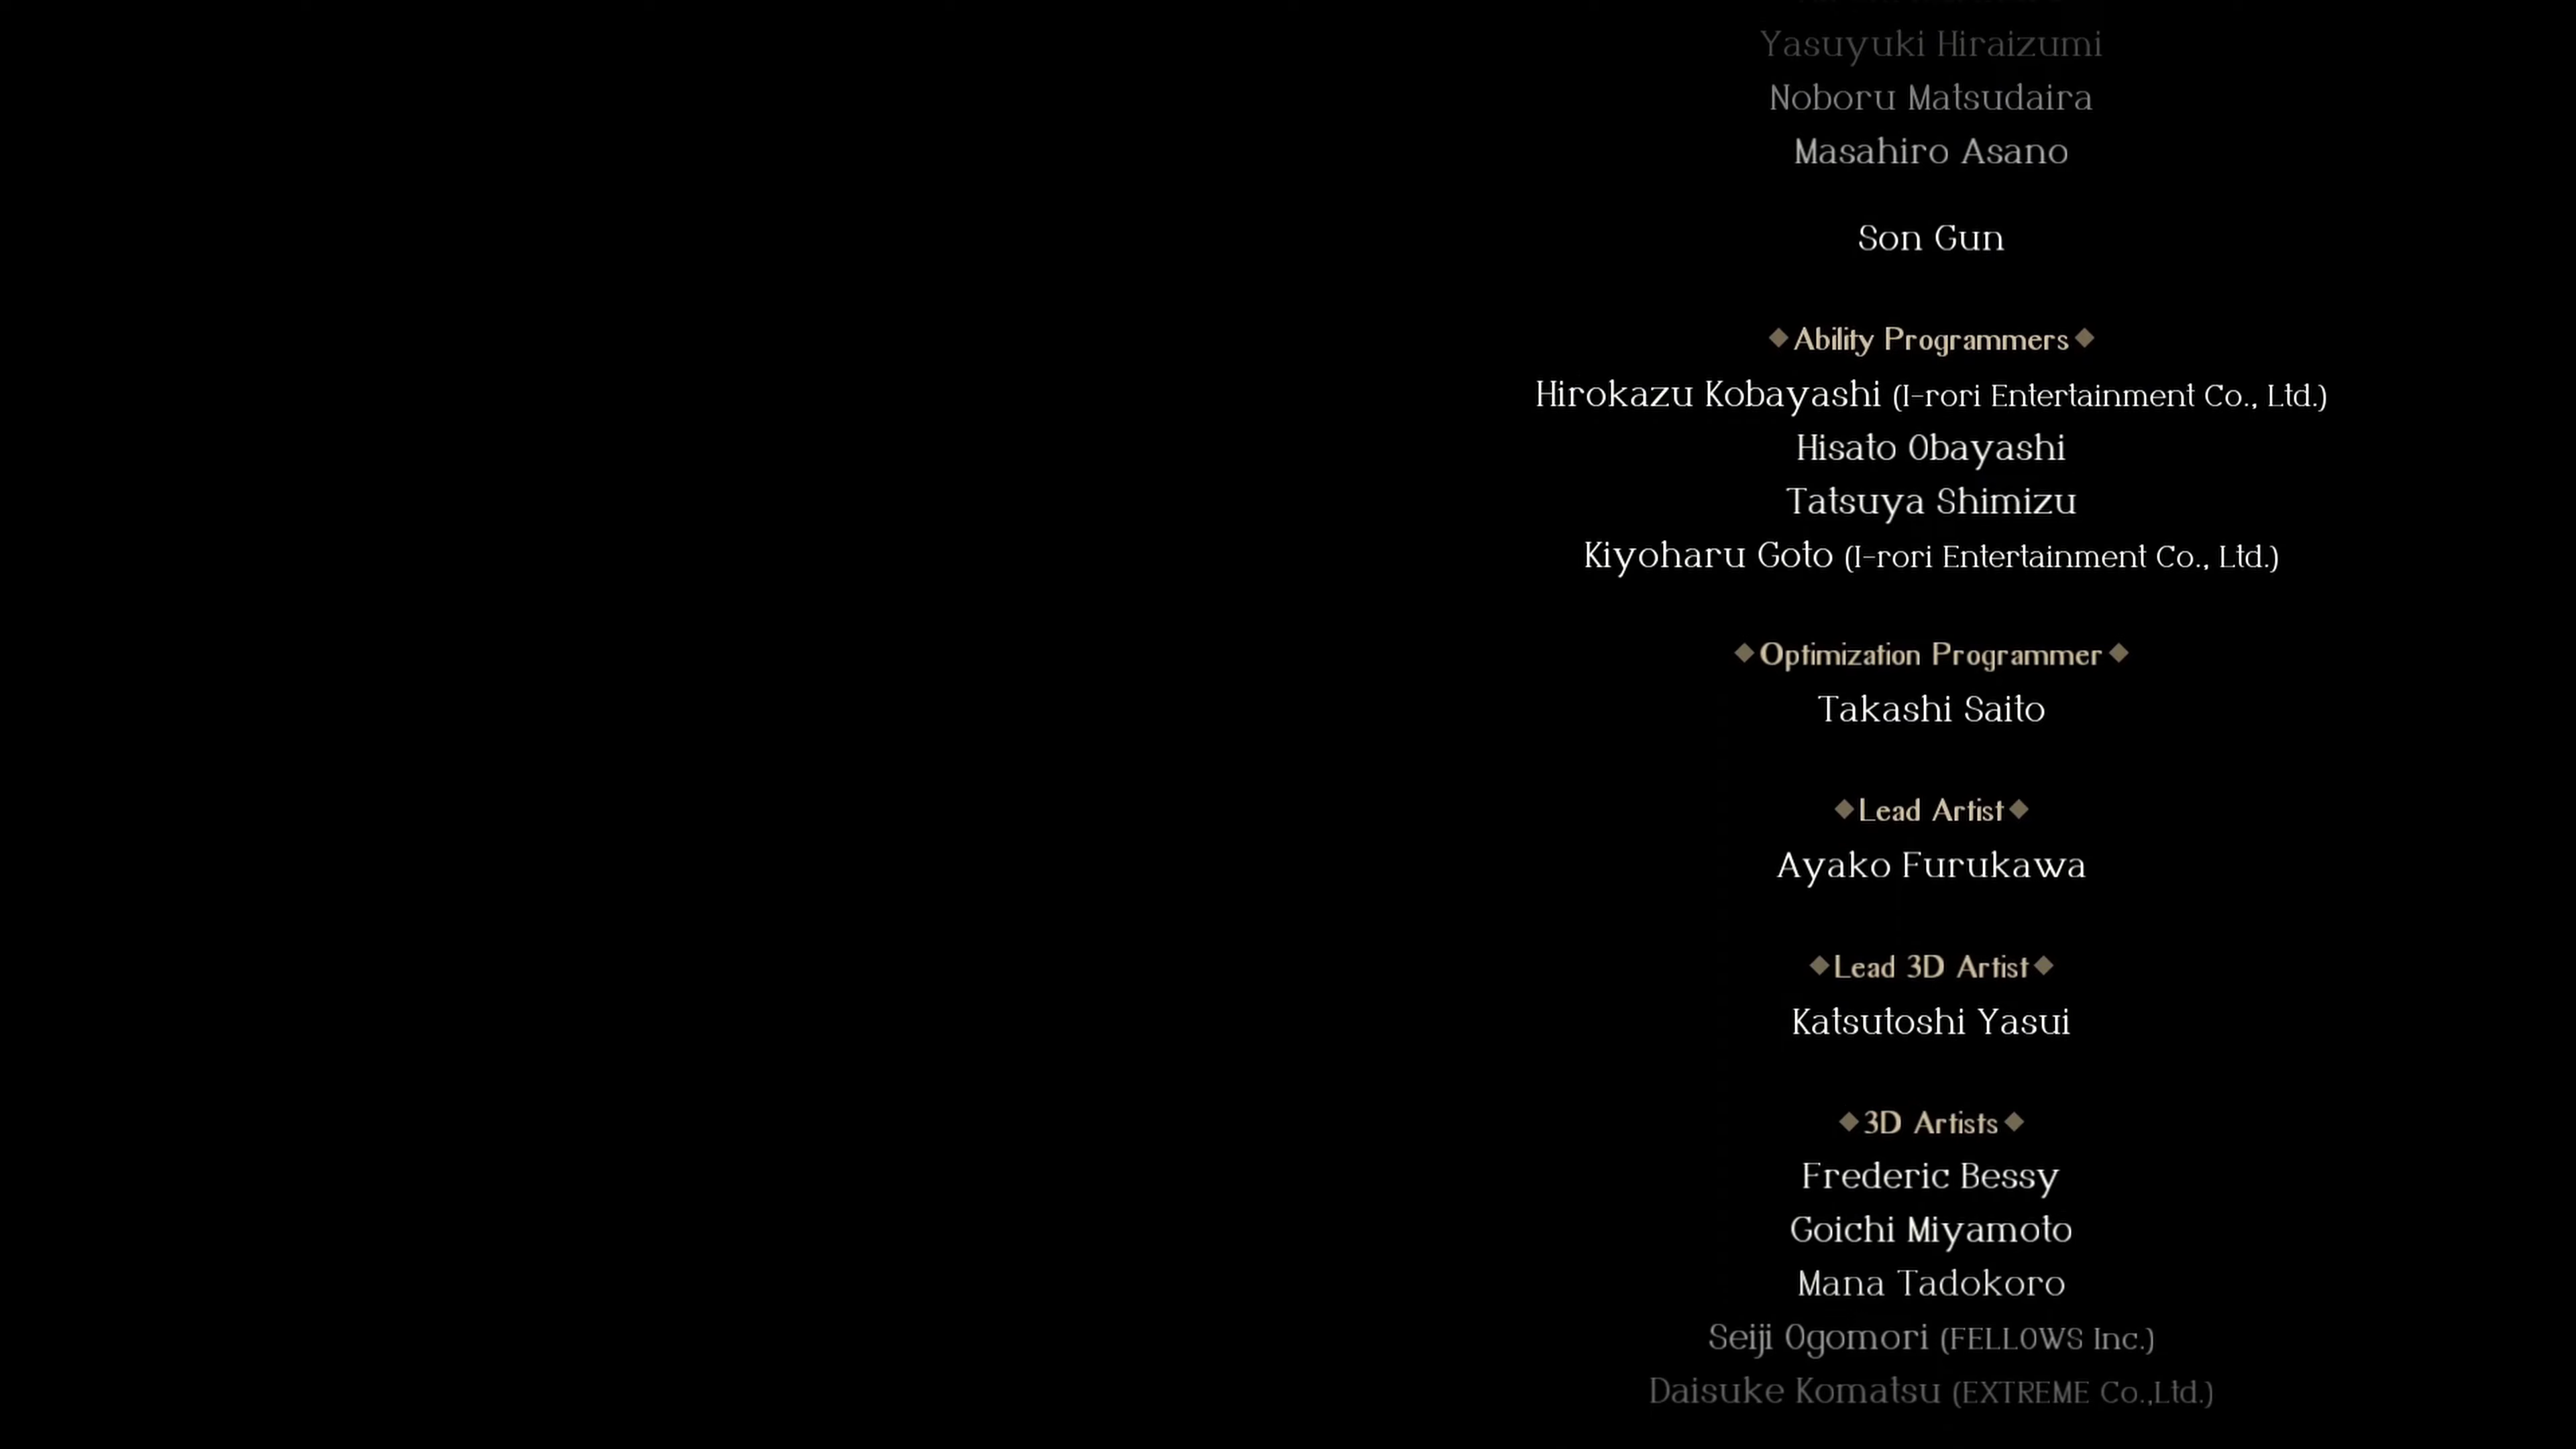 Yasuyuki Hiraizumi
Noboru Matsudaira
Masahiro Asano
Son Gun
◆Ability Programmers◆
Hirokazu Kobayashi (I-rori Entertainment Co., Ltd.)
Hisato Obayashi
Tatsuya Shimizu
Kiyoharu Goto (I-rori Entertainment Co., Ltd.)
◆Optimization Programmer◆
Takashi Saito
◆Lead Artist◆
Ayako Furukawa
◆Lead 3D Artist◆
Katsutoshi Yasui
◆3D Artists◆
Frederic Bessy
Goichi Miyamoto
Mana Tadokoro
Seiji Ogomori (FELLOWS Inc.)
Daisuke Komatsu (EXTREME Co.,Ltd.)